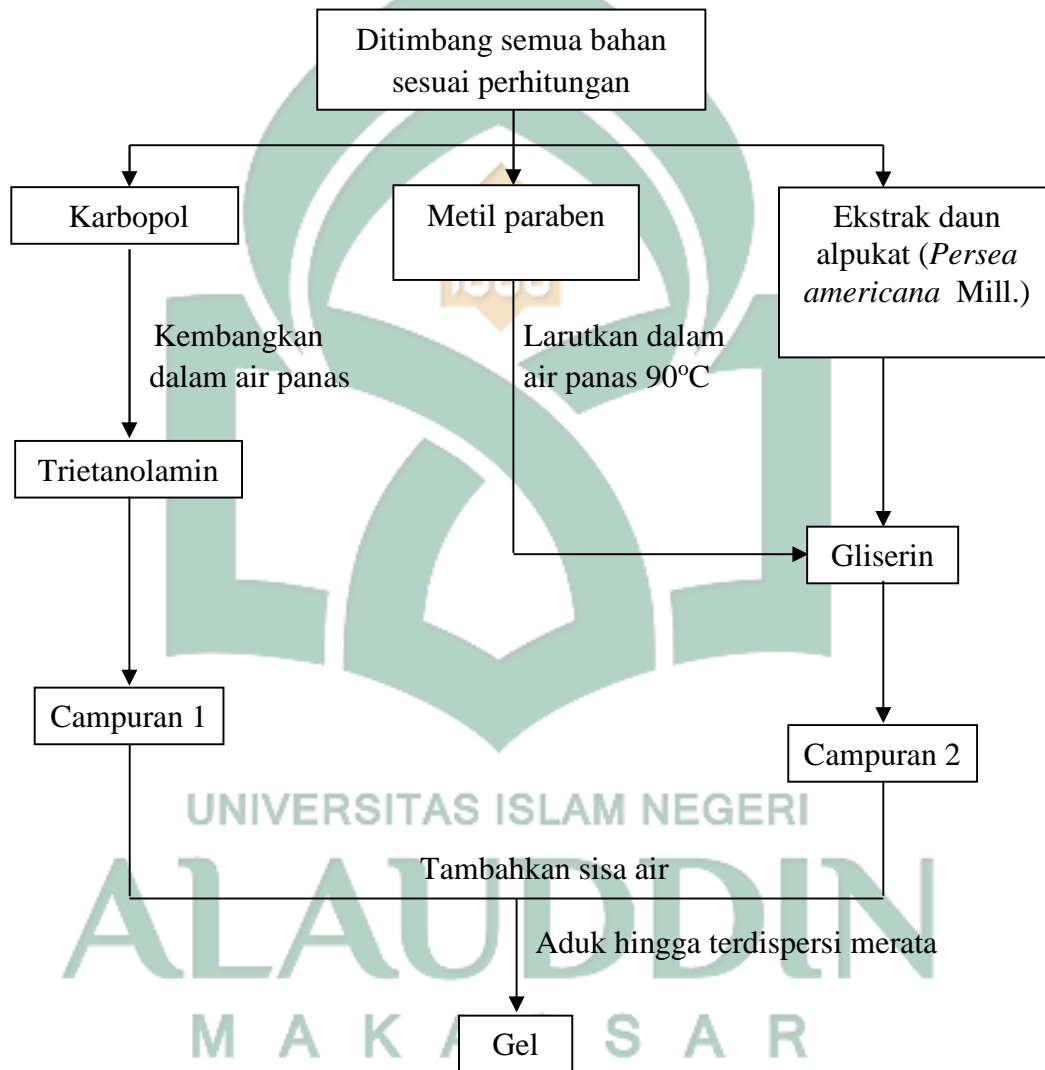 Ditimbang semua bahan
sesuai perhitungan
Karbopol
Metil paraben
Ekstrak daun
alpukat (Persea
americana Mill.)
Kembangkan
dalam air panas
Larutkan dalam
air panas 90°C
Trietanolamin
Gliserin
Campuran 1
Campuran 2
UNIVERSITAS ISLAM NEGERI
Tambahkan sisa air
ALAUDDIN
Aduk hingga terdispersi merata
Gel